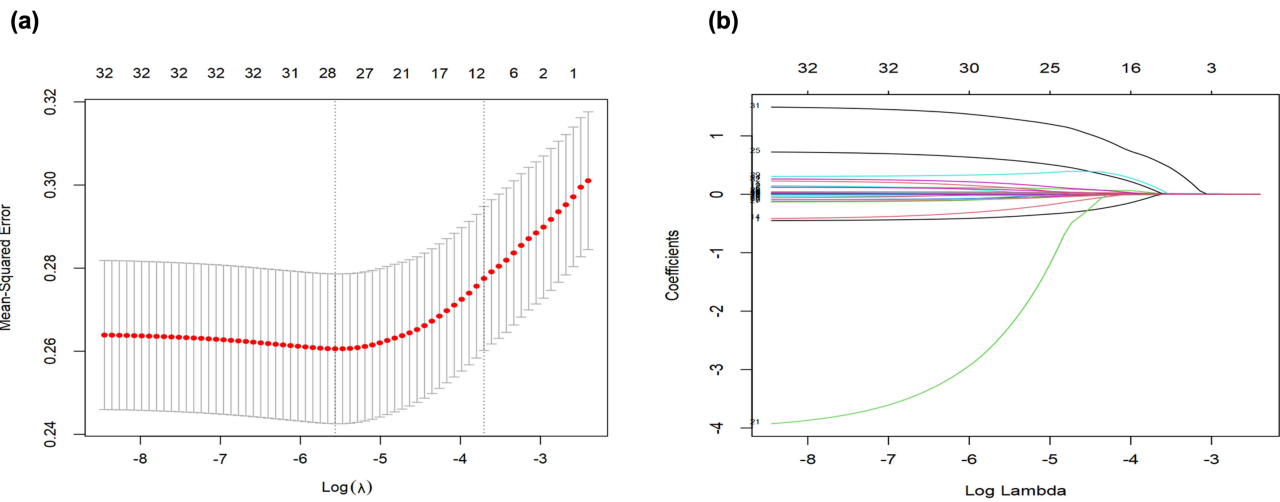 (a)
32 32 32 32 32 31 28 27 21 17 12 6 2 1
Mean-Squared Error
0.32
0.30
0.28
0.26
0.24
-8 -7 -6 -5 -4 -3
Log(λ)
(b)
32 32 30 25 16 3
Coefficients
1
0
-1
-2
-3
-4
31
25
21
-8 -7 -6 -5 -4 -3
Log Lambda